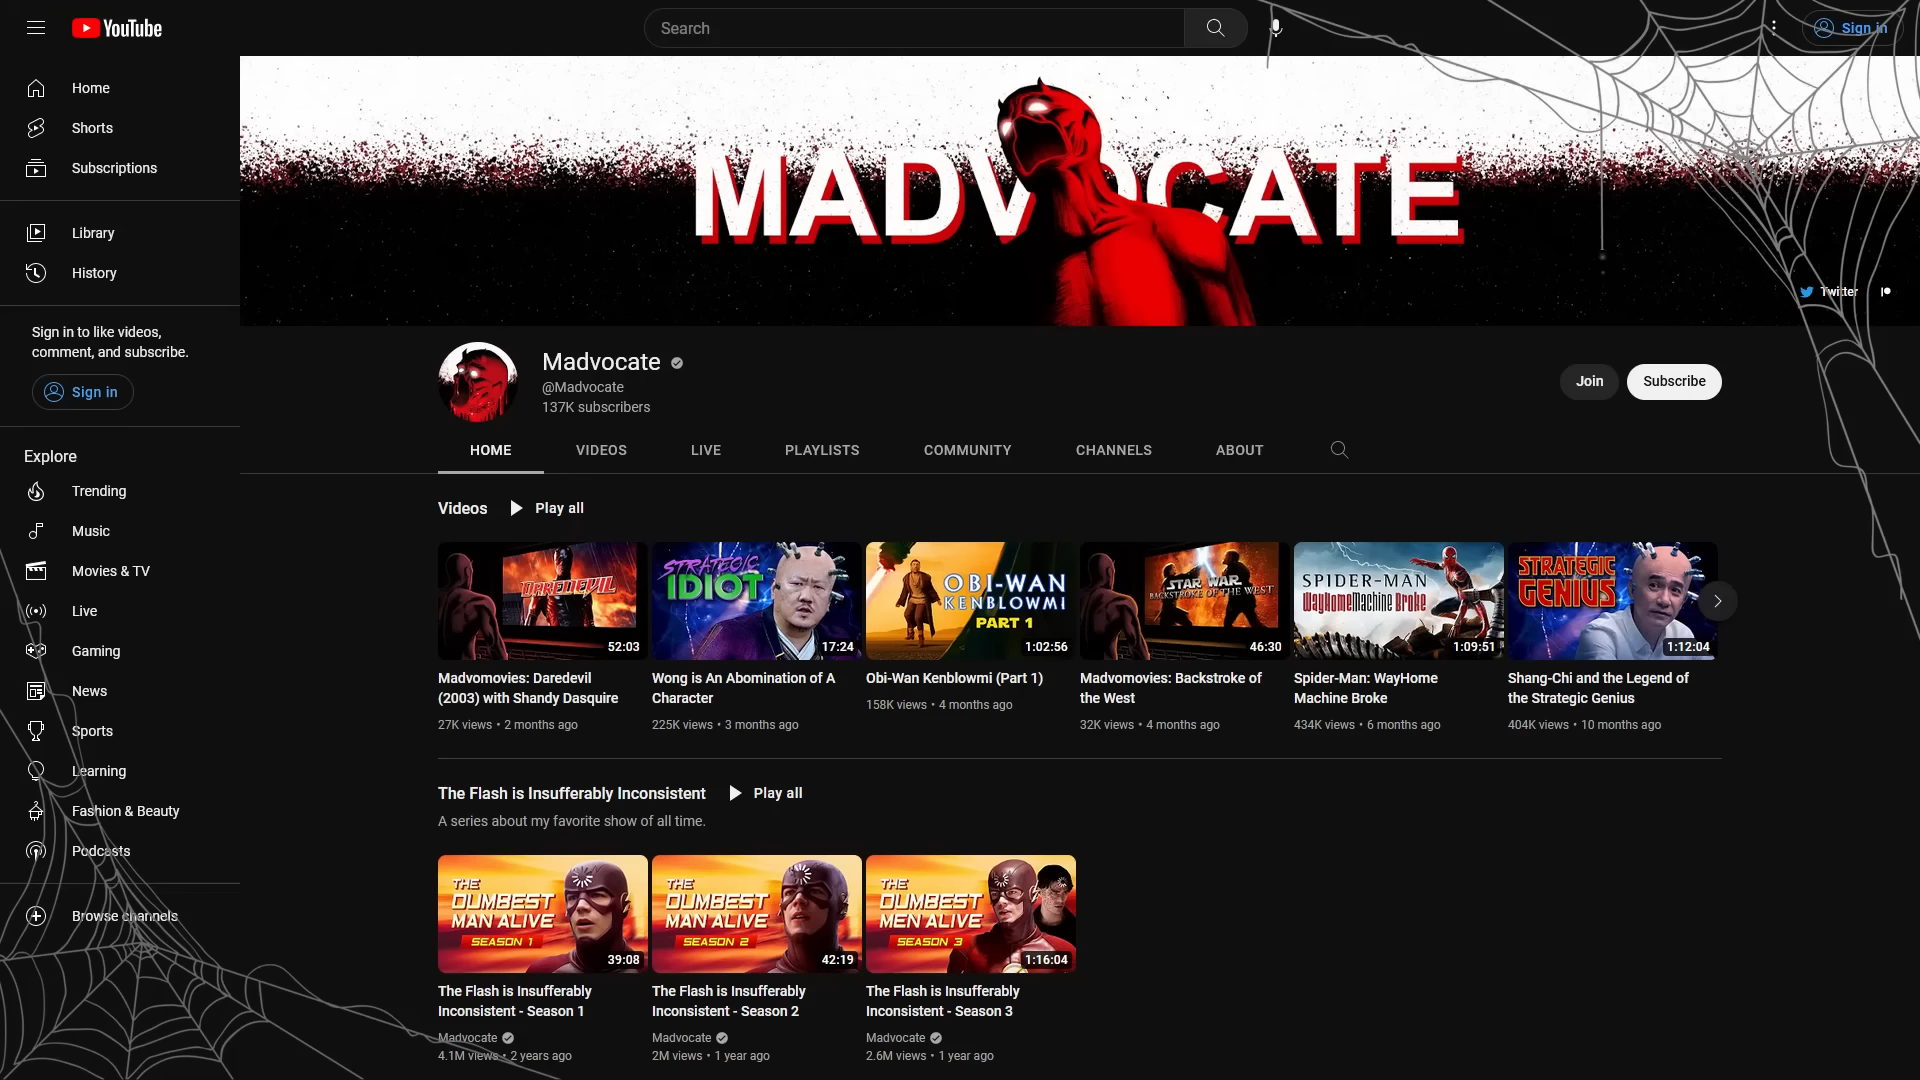 YouTube
Search
Sign in
Home
Shorts
Subscriptions
Library
History
Sign in to like videos,
comment, and subscribe.
Sign in
Explore
Trending
Music
Movies & TV
Live
Gaming
News
Sports
Learning
Fashion & Beauty
Podcasts
Browse channels
MADVOCATE
Twitter
Madvocate
@Madvocate
137K subscribers
Join
Subscribe
HOME
VIDEOS
LIVE
PLAYLISTS
COMMUNITY
CHANNELS
ABOUT
Videos
Play all
DAREDEVIL
52:03
Madvomovies: Daredevil
(2003) with Shandy Dasquire
27K views • 2 months ago
STRATEGIC
IDIOT
17:24
Wong is An Abomination of A
Character
225K views • 3 months ago
OBI-WAN
KENBLOWMI
PART 1
1:02:56
Obi-Wan Kenblowmi (Part 1)
158K views • 4 months ago
STAR WAR
BACKSTROKE OF THE WEST
46:30
Madvomovies: Backstroke of
the West
32K views • 4 months ago
SPIDER-MAN
WayHomeMachine Broke
1:09:51
Spider-Man: WayHome
Machine Broke
434K views • 6 months ago
STRATEGIC
GENIUS
1:12:04
Shang-Chi and the Legend of
the Strategic Genius
404K views • 10 months ago
The Flash is Insufferably Inconsistent
Play all
A series about my favorite show of all time.
THE
DUMBEST
MAN ALIVE
SEASON 1
39:08
The Flash is Insufferably
Inconsistent - Season 1
Madvocate
4.1M views • 2 years ago
THE
DUMBEST
MAN ALIVE
SEASON 2
42:19
The Flash is Insufferably
Inconsistent - Season 2
Madvocate
2M views • 1 year ago
THE
DUMBEST
MEN ALIVE
SEASON 3
1:16:04
The Flash is Insufferably
Inconsistent - Season 3
Madvocate
2.6M views • 1 year ago